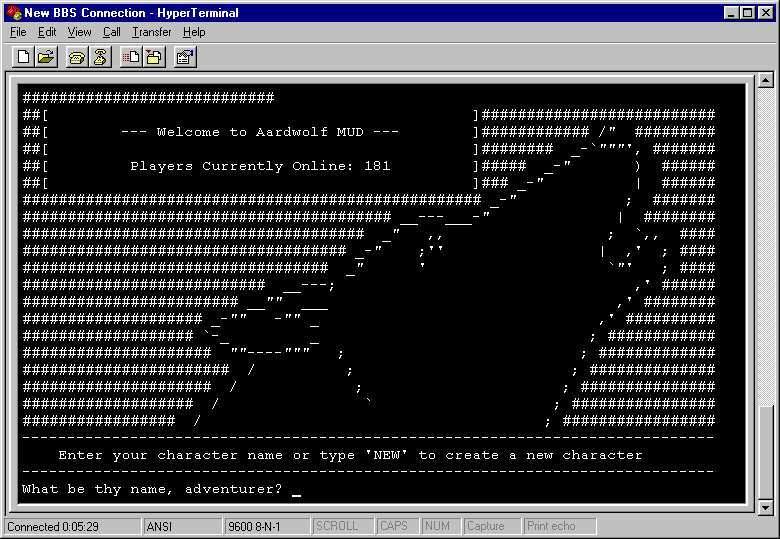 New BBS Connection - HyperTerminal
File Edit View Call Transfer Help
############################
##[                                               ]##########################
##[        --- Welcome to Aardwolf MUD ---        ]############ /"  #########
##[                                               ]########  _-`"""', #######
##[         Players Currently Online: 181         ]#####  _-"       )  ######
##[                                               ]### _-"          |  ######
################################################### _-"            ;  #######
######################################### __---___-"              |  ########
######################################  _"   ,,                  ;  `,,  ####
#################################### _-"    ;''                 |  ,'  ; ####
##################################  _"      '                    `"'   ; ####
###########################  __---;                                 ,' ######
######################## __""  ___                                ,' ########
#################### _-""   -"" _                               ,' ##########
################### `-_         _                              ; ############
#####################  ""----"""   ;                          ; #############
#######################  /          ;                        ; ##############
#####################  /             ;                      ; ###############
###################  /                `                    ; ################
#################  /                                      ; #################
-----------------------------------------------------------------------------
    Enter your character name or type 'NEW' to create a new character
-----------------------------------------------------------------------------
What be thy name, adventurer? _
Connected 0:05:29 ANSI 9600 8-N-1 SCROLL CAPS NUM Capture Print echo